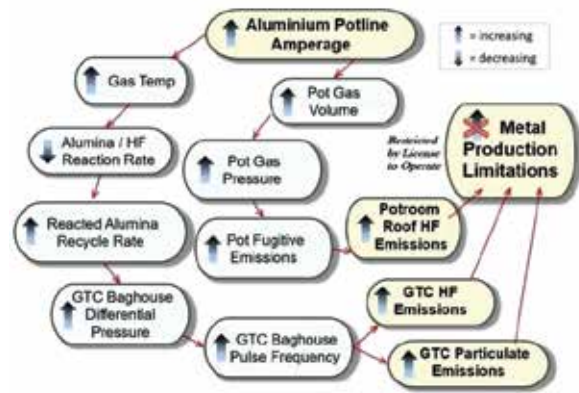 Aluminium Potline
Amperage
= increasing
= decreasing
Gas Temp
Pot Gas
Volume
Alumina / HF
Reaction Rate
Restricted
by License
to Operate
Metal
Production
Limitations
Pot Gas
Pressure
Reacted Alumina
Recycle Rate
Pot Fugitive
Emissions
Potroom
Roof HF
Emissions
GTC Baghouse
Differential
Pressure
GTC HF
Emissions
GTC Baghouse
Pulse Frequency
GTC Particulate
Emissions